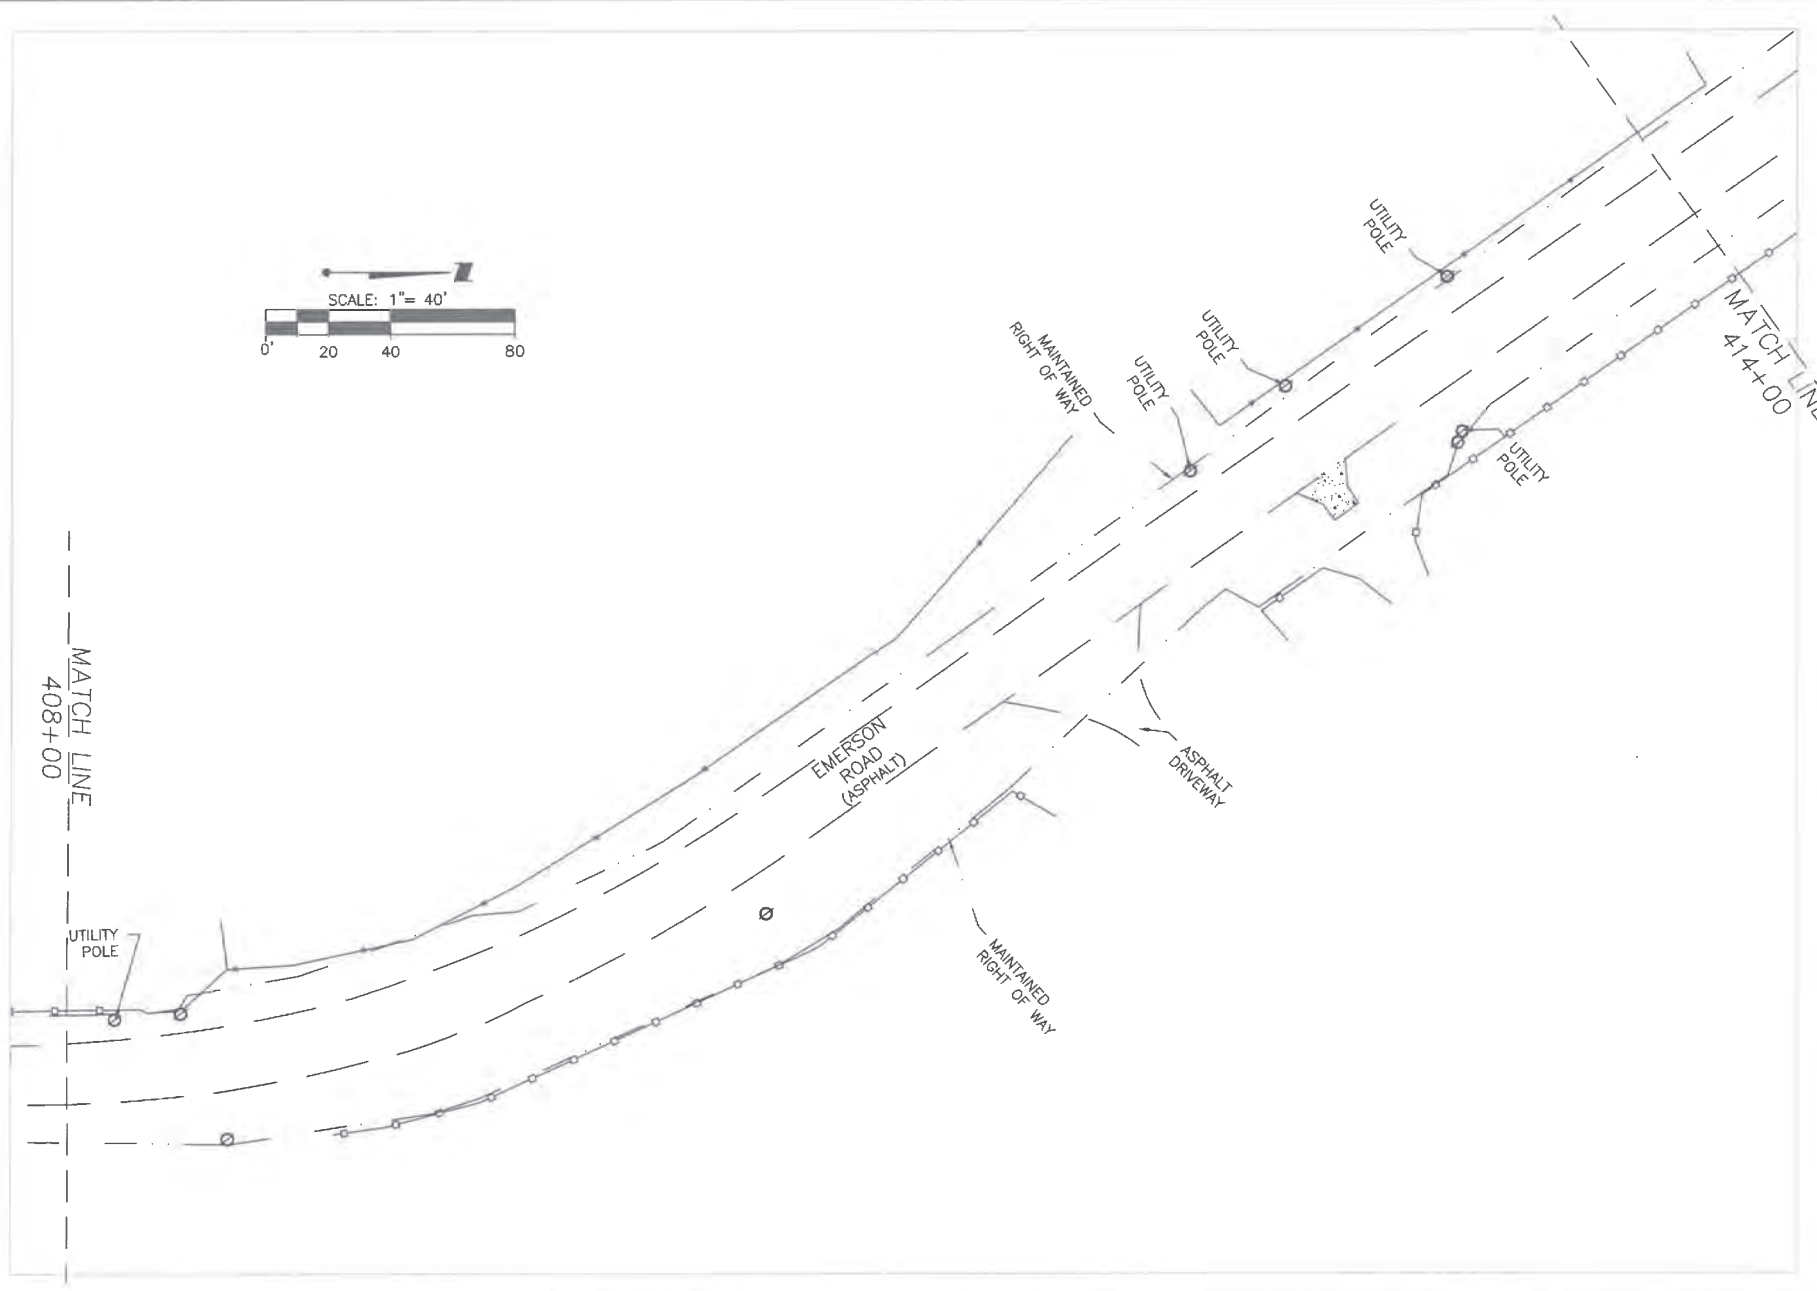 SCALE: 1"= 40'
0'
20
40
80
UTILITY
POLE
UTILITY
POLE
UTILITY
POLE
MAINTAINED
RIGHT OF WAY
MATCH LINE
414+00
UTILITY
POLE
MATCH LINE
408+00
EMERSON
ROAD
(ASPHALT)
ASPHALT
DRIVEWAY
UTILITY
POLE
MAINTAINED
RIGHT OF WAY